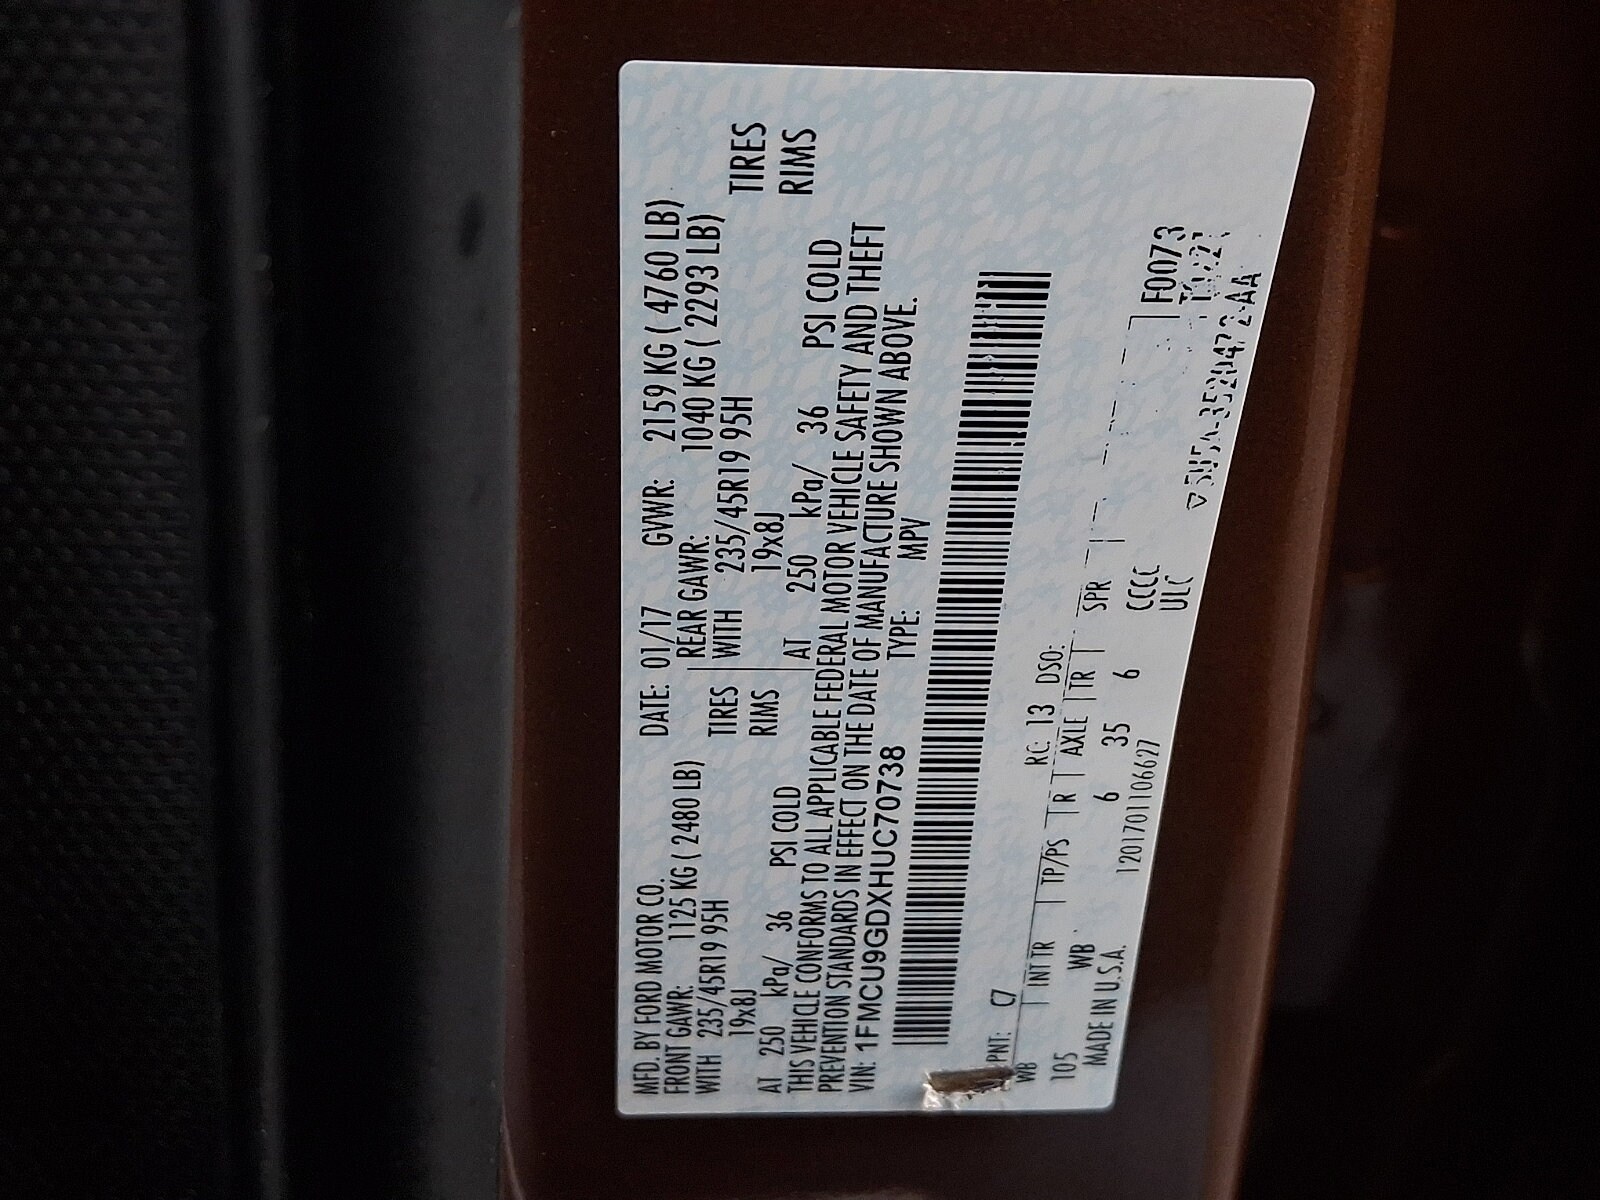 MFD. BY FORD MOTOR CO.
DATE: 01/17 GVWR: 2159 KG ( 4760 LB)
FRONT GAWR: 1125 KG ( 2480 LB)
REAR GAWR: 1040 KG ( 2293 LB)
WITH 235/45R19 95H TIRES
WITH 235/45R19 95H TIRES
19x8J RIMS
19x8J RIMS
AT 250 kPa/ 36 PSI COLD
AT 250 kPa/ 36 PSI COLD
THIS VEHICLE CONFORMS TO ALL APPLICABLE FEDERAL MOTOR VEHICLE SAFETY AND THEFT
PREVENTION STANDARDS IN EFFECT ON THE DATE OF MANUFACTURE SHOWN ABOVE.
VIN: 1FMCU9GDXHUC70738 TYPE: MPV
PNT: C7 RC: 13 DSO:
WB INT TR TP/PS R AXLE TR SPR F0073
105 WB 6 35 6 CCCC
MADE IN U.S.A. 1201701106627 ULC